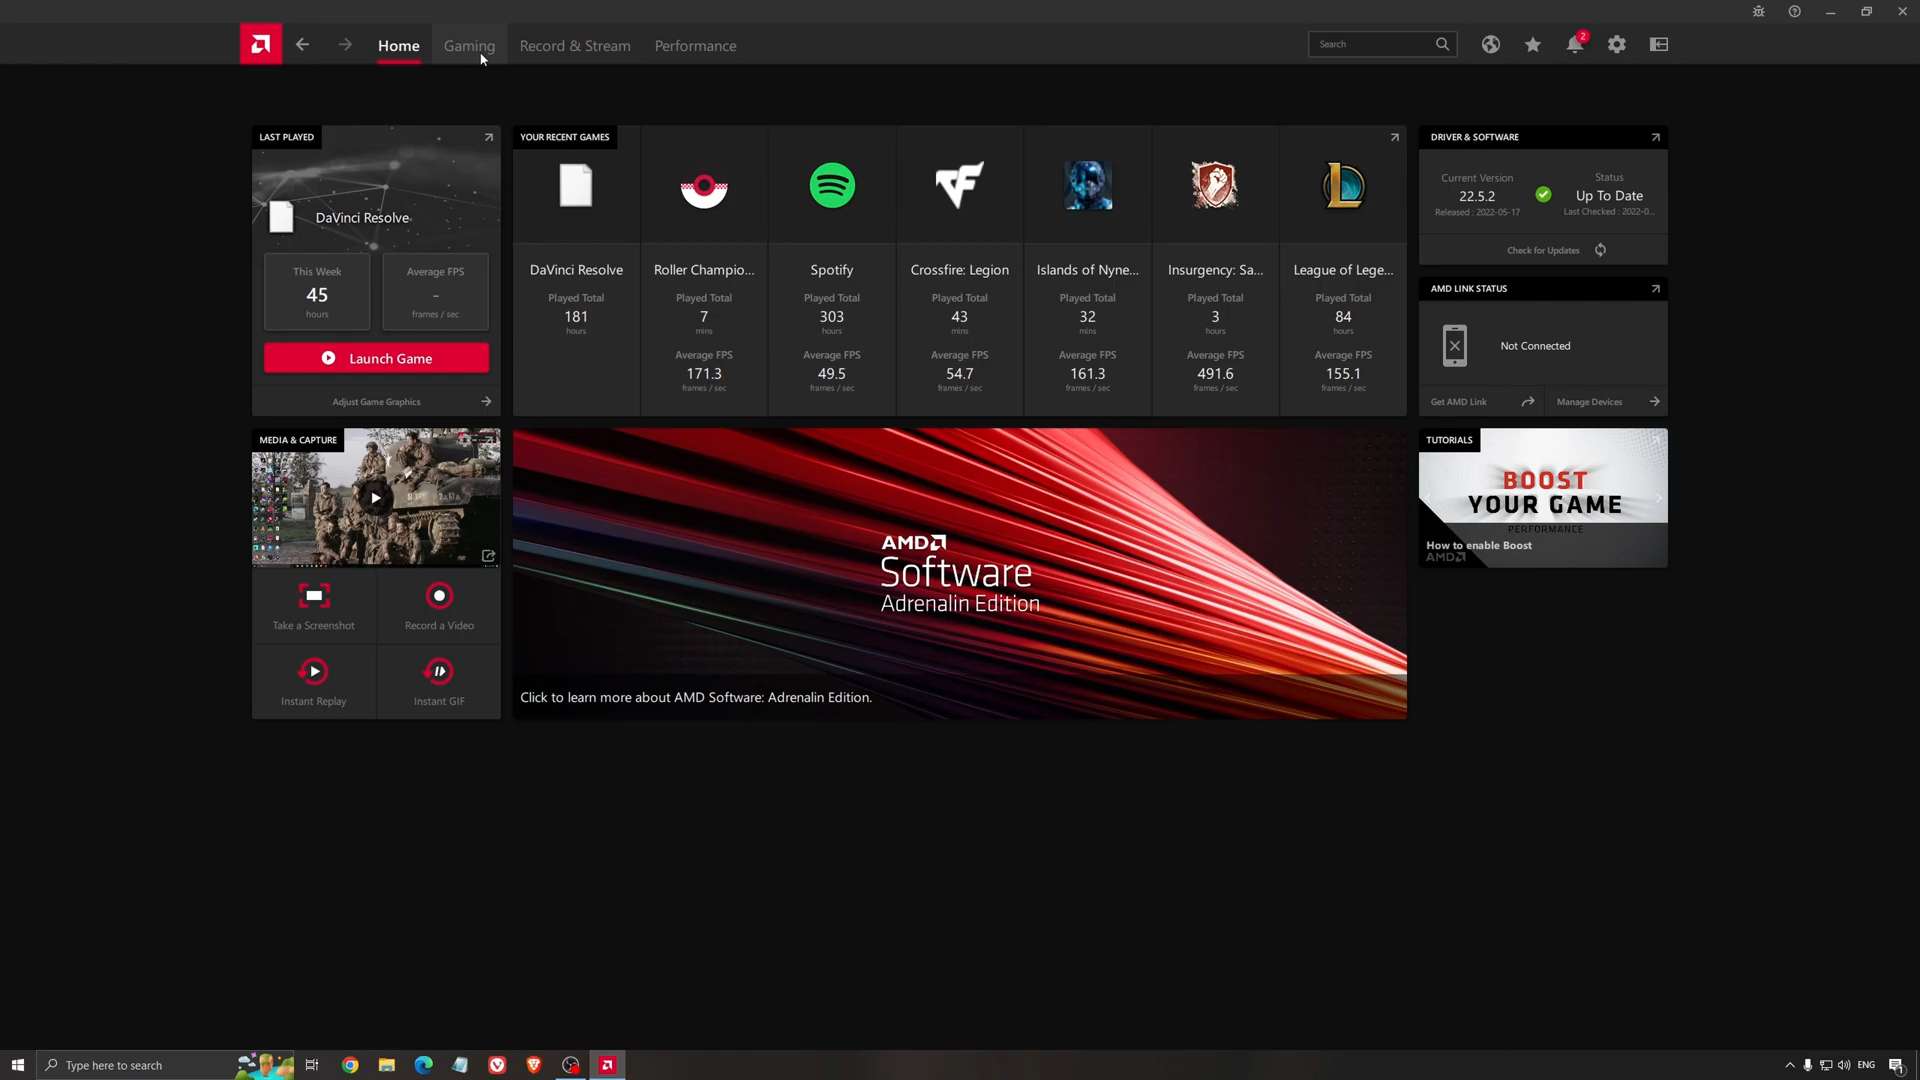 Home
Gaming
Record & Stream
Performance
Search
2
LAST PLAYED
DaVinci Resolve
This Week
45
hours
Average FPS
-
frames / sec
Launch Game
Adjust Game Graphics
YOUR RECENT GAMES
DaVinci Resolve
Played Total
181
hours
Roller Champio...
Played Total
7
mins
Average FPS
171.3
frames / sec
Spotify
Played Total
303
hours
Average FPS
49.5
frames / sec
Crossfire: Legion
Played Total
43
mins
Average FPS
54.7
frames / sec
Islands of Nyne...
Played Total
32
mins
Average FPS
161.3
frames / sec
Insurgency: Sa...
Played Total
3
hours
Average FPS
491.6
frames / sec
League of Lege...
Played Total
84
hours
Average FPS
155.1
frames / sec
DRIVER & SOFTWARE
Current Version
22.5.2
Released : 2022-05-17
Status
Up To Date
Last Checked : 2022-0...
Check for Updates
AMD LINK STATUS
Not Connected
Get AMD Link
Manage Devices
MEDIA & CAPTURE
Take a Screenshot
Record a Video
Instant Replay
Instant GIF
AMD
Software
Adrenalin Edition
Click to learn more about AMD Software: Adrenalin Edition.
TUTORIALS
BOOST
YOUR GAME
PERFORMANCE
How to enable Boost
AMD
Type here to search
ENG
1